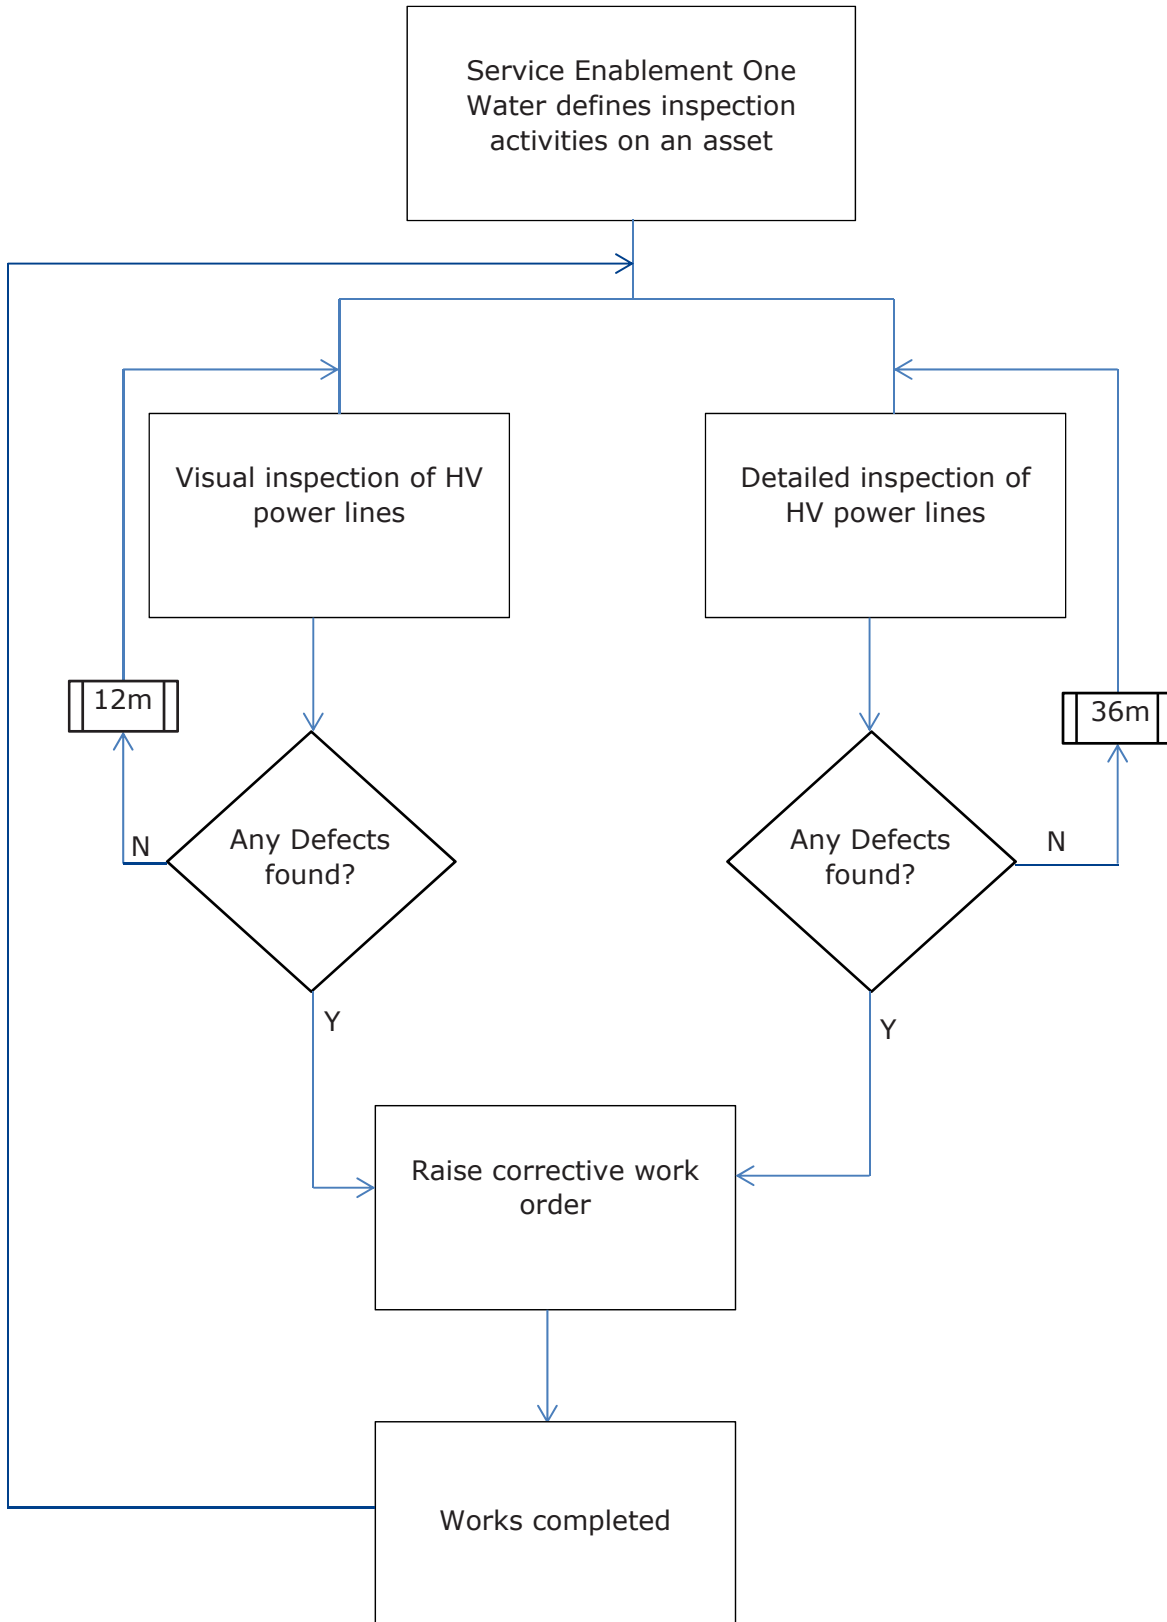 Service Enablement One
Water defines inspection
activities on an asset
Visual inspection of HV
power lines
Detailed inspection of
HV power lines
12m
36m
Any Defects
found?
N
Any Defects
found?
N
Y
Y
Raise corrective work
order
Works completed